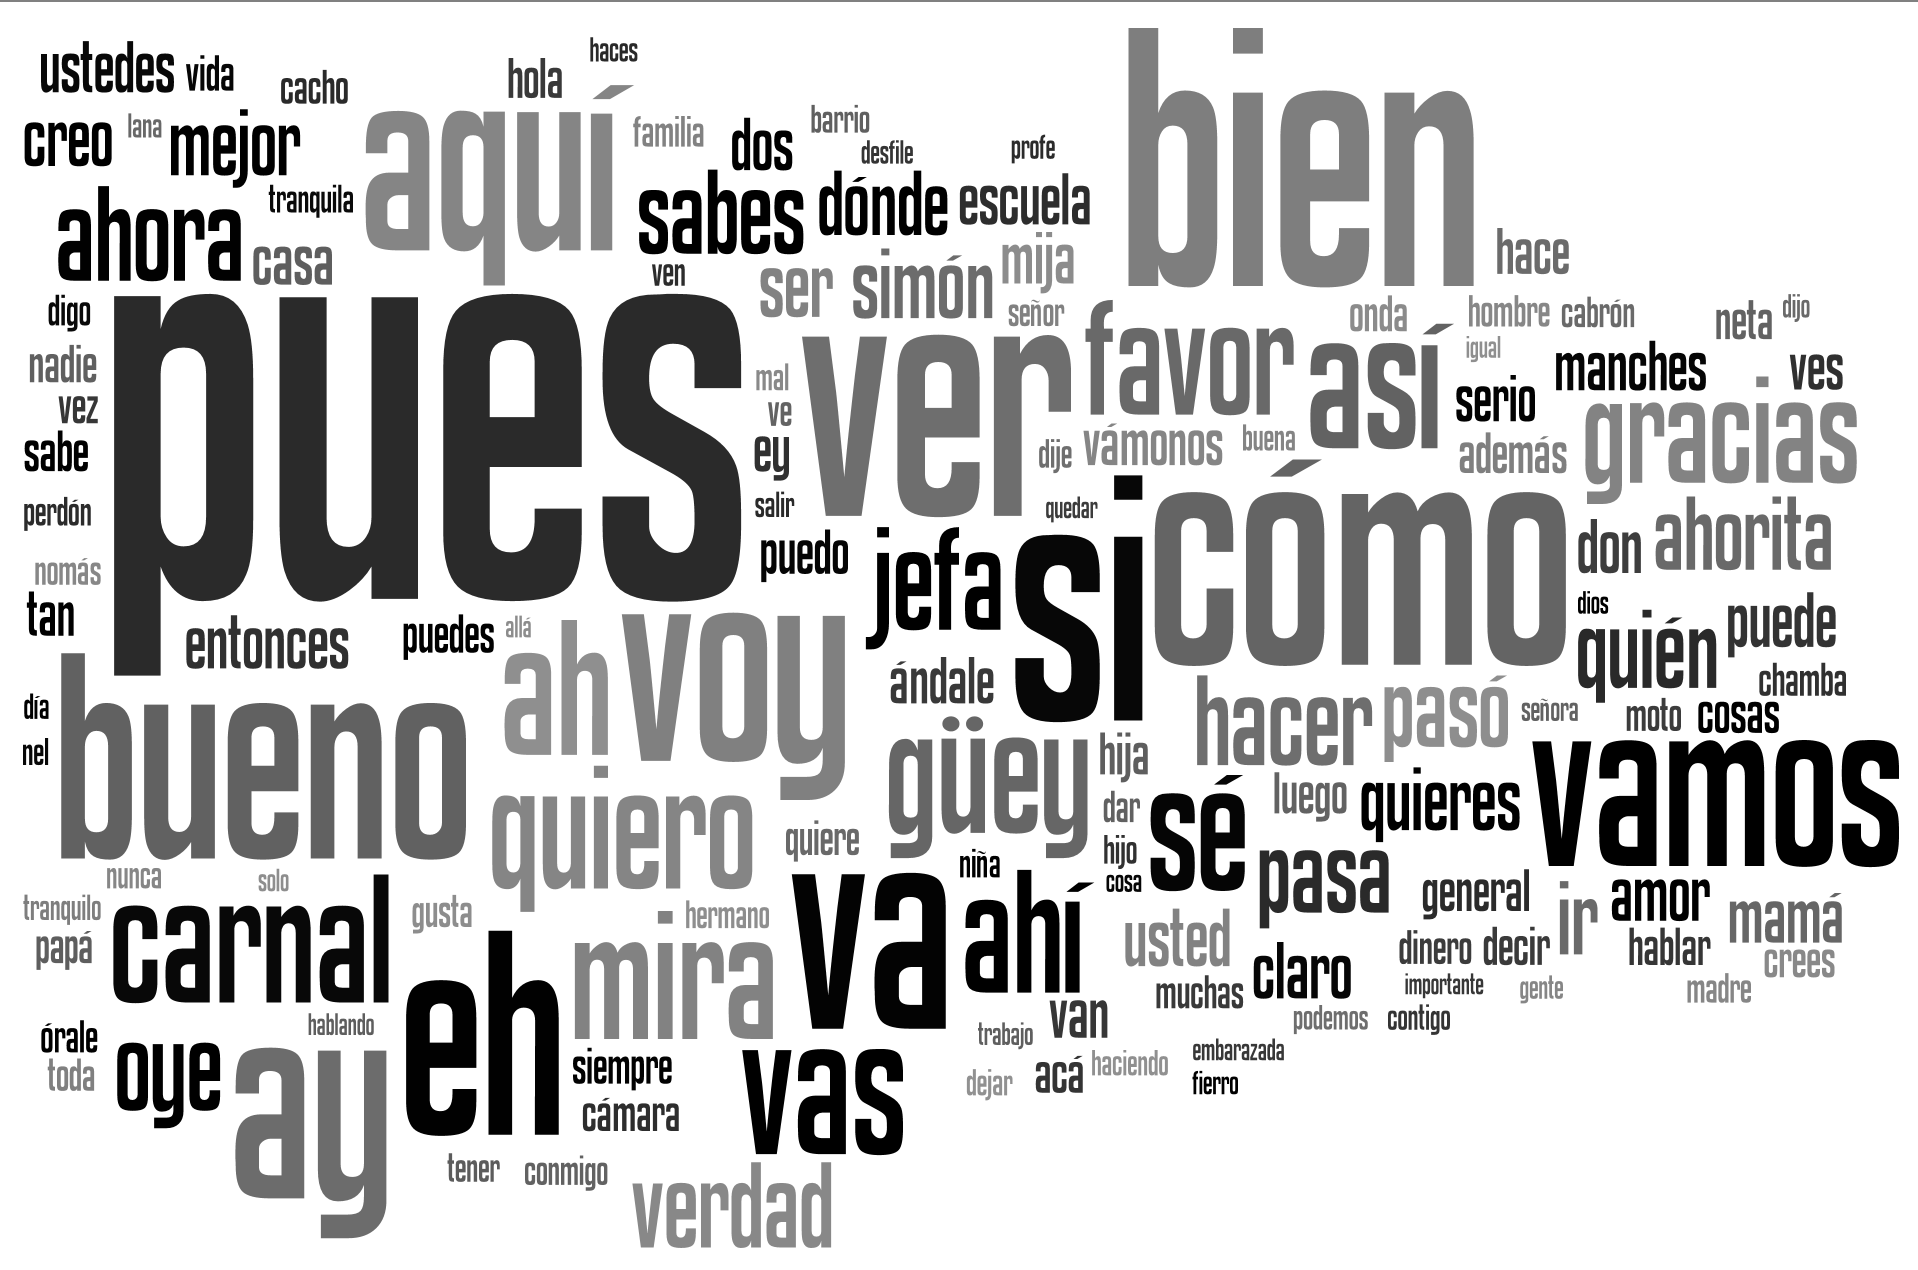 haces
ustedes vida cacho hola bien
creo lana mejor aquí familia dos barrio desfile profe
ahora tranquila casa sabes dónde escuela hace
ven ser simón mija señor
digo pues ver favor así onda hombre cabrón neta dijo
nadie mal igual serio manches ves
vez ve dije vámonos buena además gracias
sabe ey salir quedar cómo
perdón puedo jefa si don ahorita
nomás dios
tan entonces puedes allá ah voy ándale quién puede
chamba
día bueno güey hija hacer pasó señora moto cosas
nel quiero quiere dar sé luego quieres vamos
nunca solo niña hijo cosa pasa general ir amor mamá
tranquilo carnal gusta hermano va ahí usted dinero decir hablar crees
papá eh mira claro importante gente madre
muchas podemos contigo
órale hablando trabajo van
toda oye ay siempre vas dejar acá haciendo embarazada
cámara fierro
tener conmigo verdad